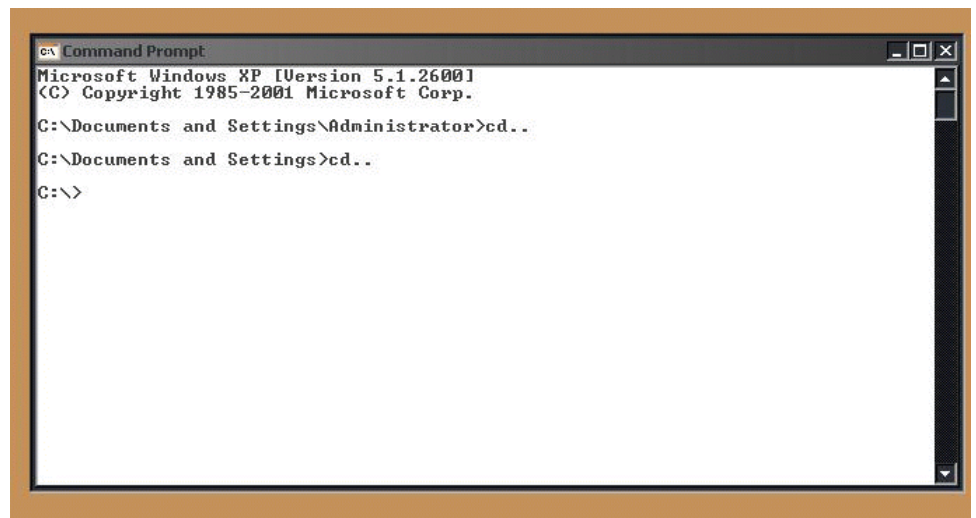 Command Prompt
Microsoft Windows XP [Version 5.1.2600]
(C) Copyright 1985-2001 Microsoft Corp.
C:\Documents and Settings\Administrator>cd..
C:\Documents and Settings>cd..
C:\>